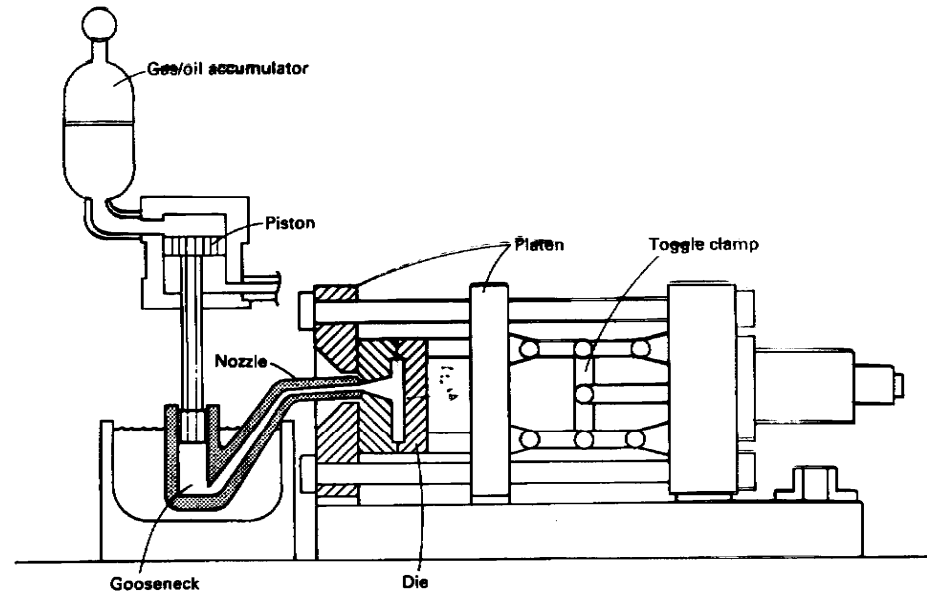 Gas/oil accumulator
Piston
Platen
Toggle clamp
Nozzle
Gooseneck
Die